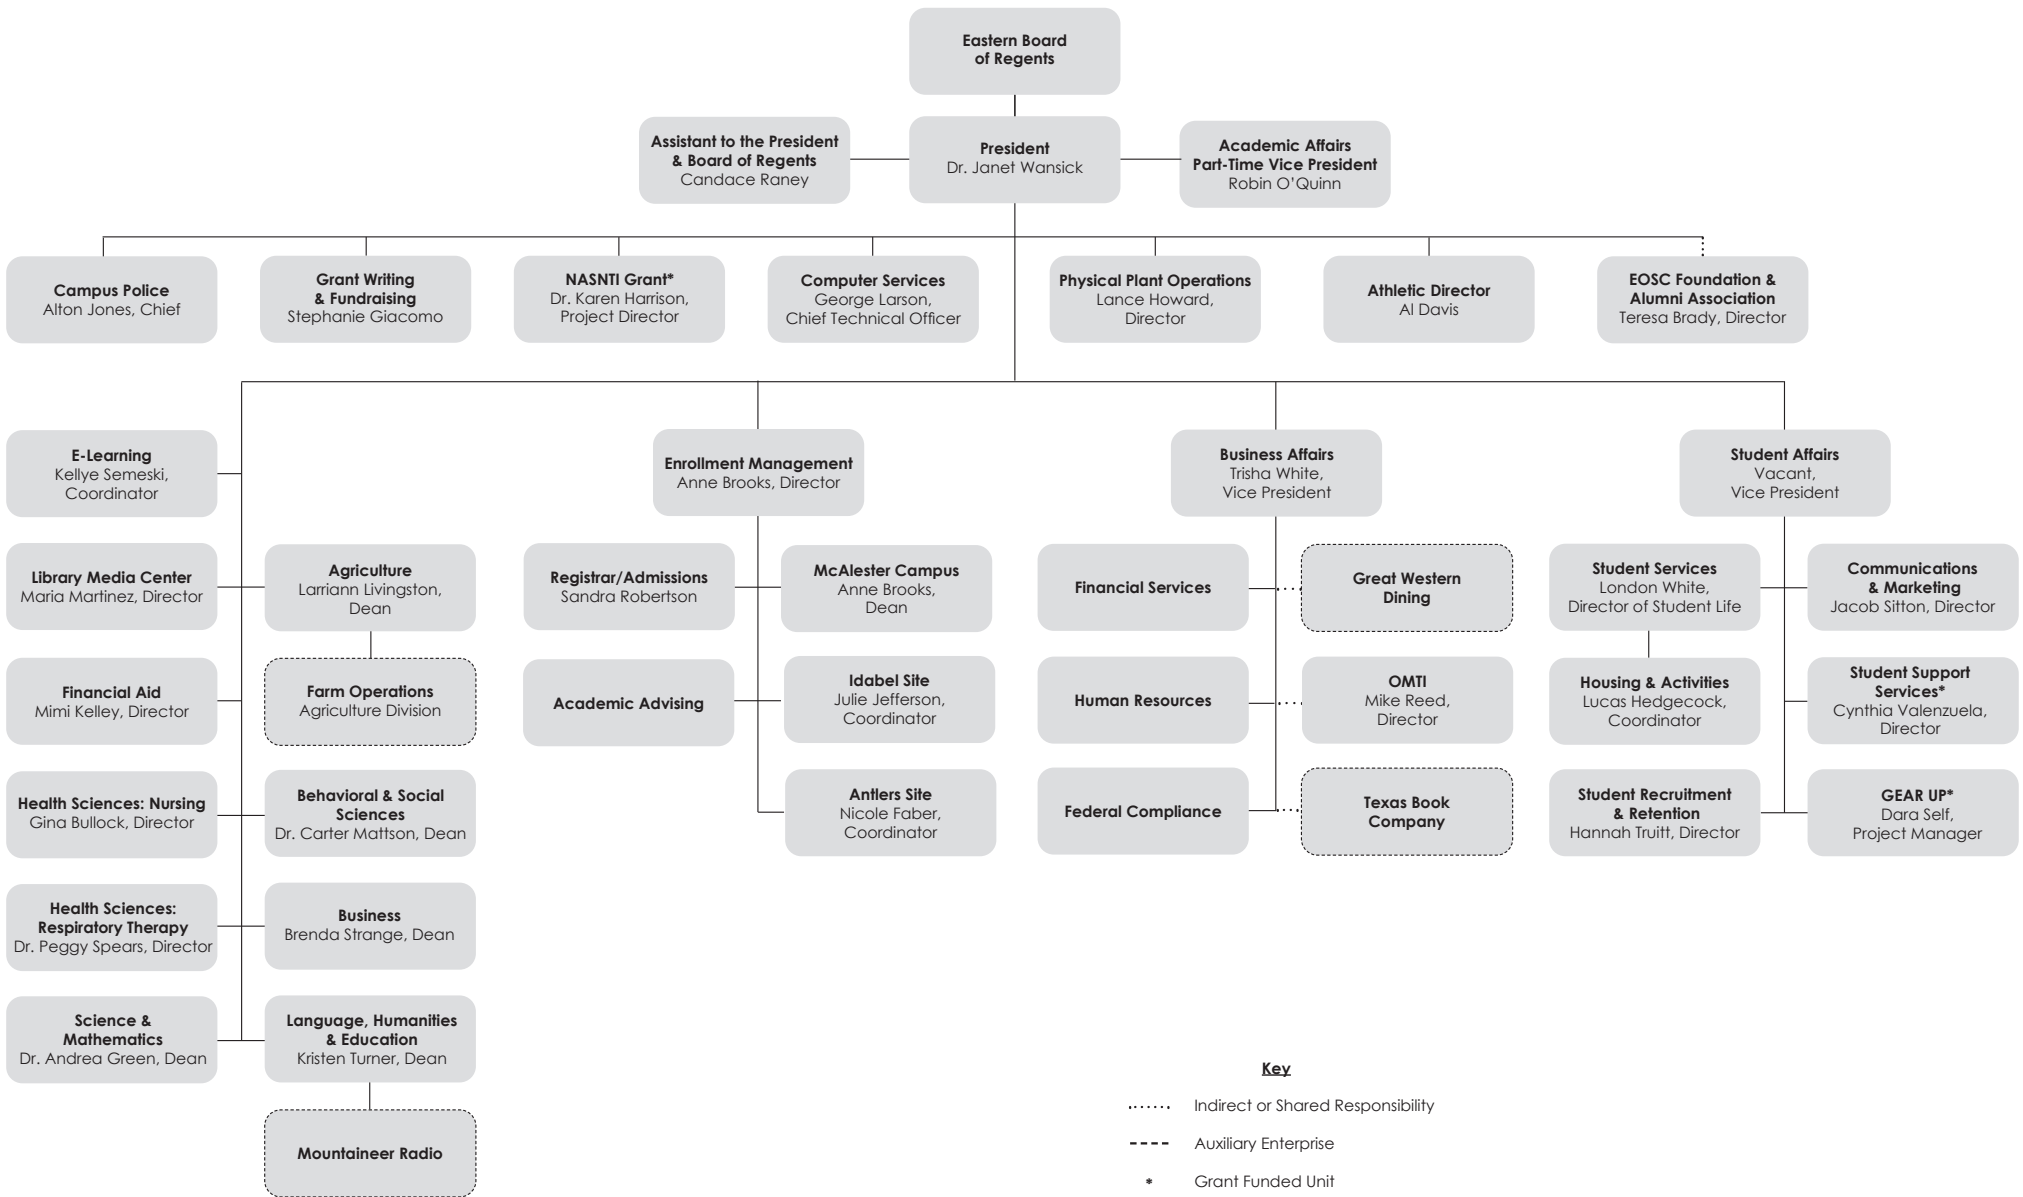 Eastern Board
of Regents
Assistant to the President
& Board of Regents
Candace Raney
President
Dr. Janet Wansick
Academic Affairs
Part-Time Vice President
Robin O’Quinn
Campus Police
Alton Jones, Chief
Grant Writing
& Fundraising
Stephanie Giacomo
NASNTI Grant*
Dr. Karen Harrison,
Project Director
Computer Services
George Larson,
Chief Technical Officer
Physical Plant Operations
Lance Howard,
Director
Athletic Director
Al Davis
EOSC Foundation &
Alumni Association
Teresa Brady, Director
E-Learning
Kellye Semeski,
Coordinator
Library Media Center
Maria Martinez, Director
Agriculture
Larriann Livingston,
Dean
Financial Aid
Mimi Kelley, Director
Farm Operations
Agriculture Division
Health Sciences: Nursing
Gina Bullock, Director
Behavioral & Social
Sciences
Dr. Carter Mattson, Dean
Health Sciences:
Respiratory Therapy
Dr. Peggy Spears, Director
Business
Brenda Strange, Dean
Science &
Mathematics
Dr. Andrea Green, Dean
Language, Humanities
& Education
Kristen Turner, Dean
Mountaineer Radio
Enrollment Management
Anne Brooks, Director
Registrar/Admissions
Sandra Robertson
McAlester Campus
Anne Brooks,
Dean
Academic Advising
Idabel Site
Julie Jefferson,
Coordinator
Antlers Site
Nicole Faber,
Coordinator
Business Affairs
Trisha White,
Vice President
Financial Services
Great Western
Dining
Human Resources
OMTI
Mike Reed,
Director
Federal Compliance
Texas Book
Company
Student Affairs
Vacant,
Vice President
Student Services
London White,
Director of Student Life
Communications
& Marketing
Jacob Sitton, Director
Housing & Activities
Lucas Hedgecock,
Coordinator
Student Support
Services*
Cynthia Valenzuela,
Director
Student Recruitment
& Retention
Hannah Truitt, Director
GEAR UP*
Dara Self,
Project Manager
Key
Indirect or Shared Responsibility
Auxiliary Enterprise
* Grant Funded Unit